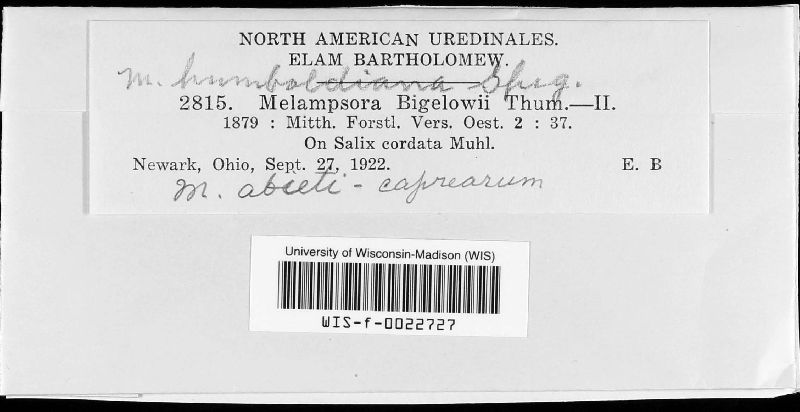 NORTH AMERICAN UREDINALES.
ELAM BARTHOLOMEW.
M. humboldiana Speg.
2815. Melampsora Bigelowii Thum.—II.
1879 : Mitth. Forstl. Vers. Oest. 2 : 37.
On Salix cordata Muhl.
Newark, Ohio, Sept. 27, 1922. E. B
M. abieti-caprearum
University of Wisconsin-Madison (WIS)
WIS-f-0022727